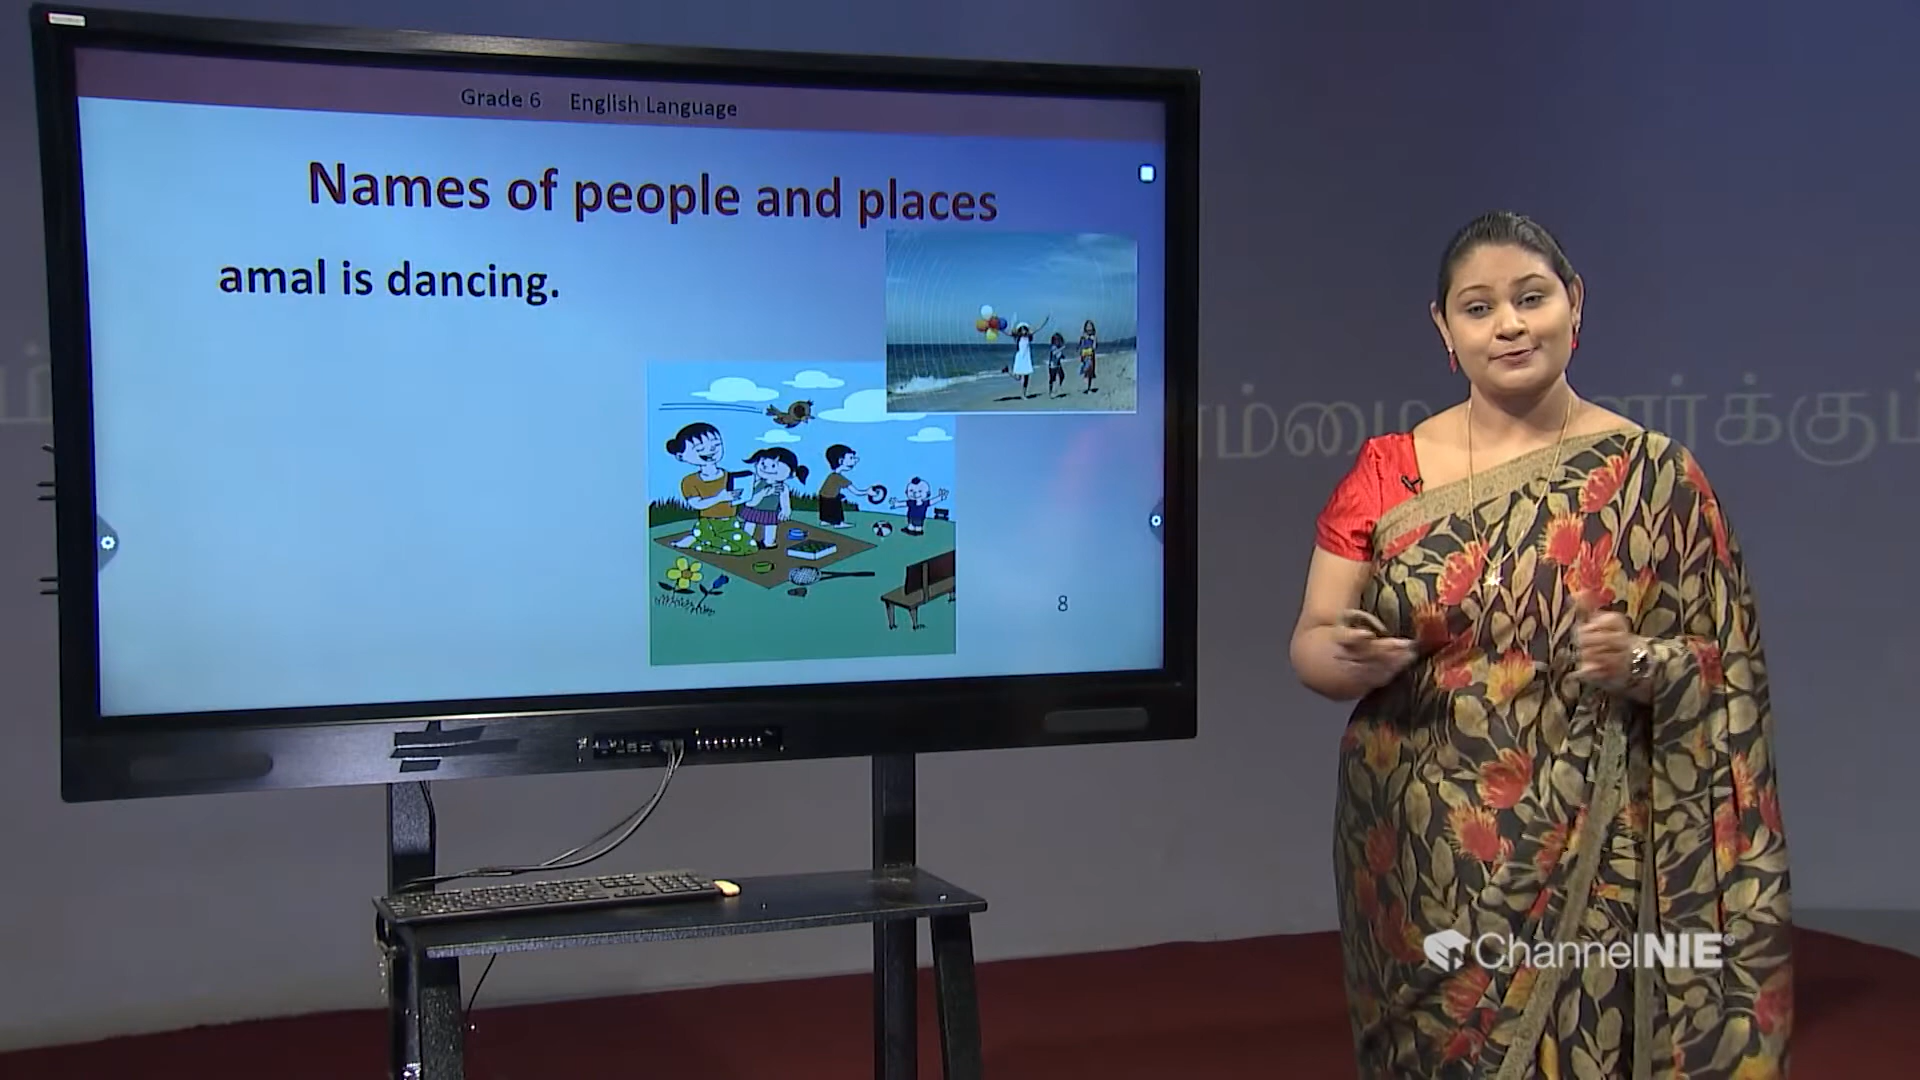 Grade 6 English Language
Names of people and places
amal is dancing.
8
ChannelNIE